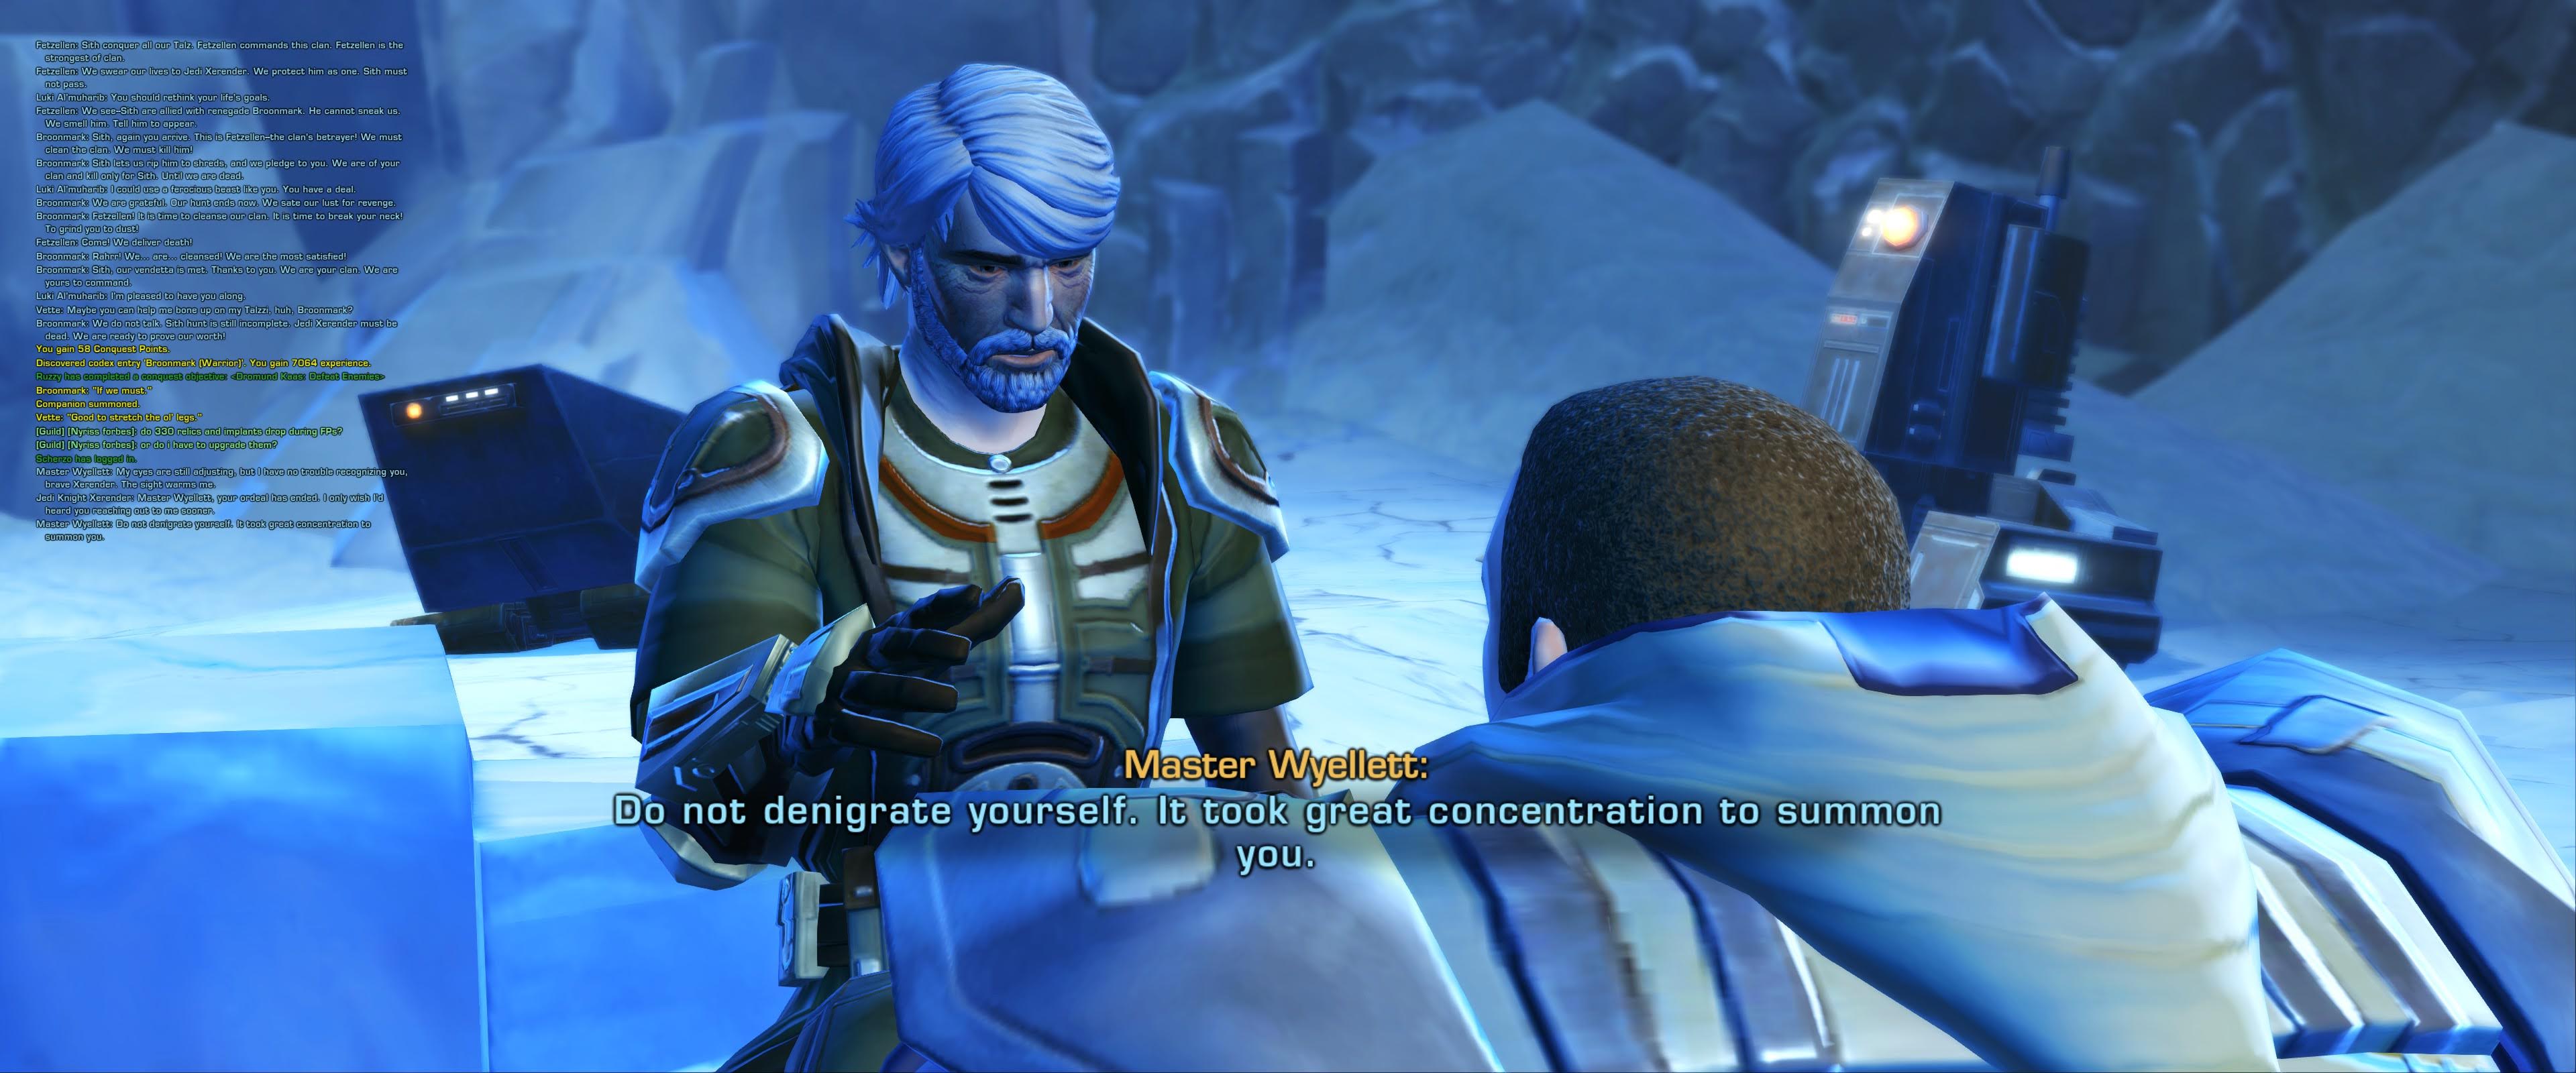 Fetzellen: Sith conquer all our Talz. Fetzellen commands this clan. Fetzellen is the
strongest of clan.
Fetzellen: We swear our lives to Jedi Xerender. We protect him as one. Sith must
not pass.
Luki Al'muharib: You should rethink your life's goals.
Fetzellen: We see–Sith are allied with renegade Broonmark. He cannot sneak us.
We smell him. Tell him to appear.
Broonmark: Sith, again you arrive. This is Fetzellen–the clan's betrayer! We must
clean the clan. We must kill him!
Broonmark: Sith lets us rip him to shreds, and we pledge to you. We are of your
clan and kill only for Sith. Until we are dead.
Luki Al'muharib: I could use a ferocious beast like you. You have a deal.
Broonmark: We are grateful. Our hunt ends now. We sate our lust for revenge.
Broonmark: Fetzellen! It is time to cleanse our clan. It is time to break your neck!
To grind you to dust!
Fetzellen: Come! We deliver death!
Broonmark: Rahrr! We... are... cleansed! We are the most satisfied!
Broonmark: Sith, our vendetta is met. Thanks to you. We are your clan. We are
yours to command.
Luki Al'muharib: I'm pleased to have you along.
Vette: Maybe you can help me bone up on my Talzzi, huh, Broonmark?
Broonmark: We do not talk. Sith hunt is still incomplete. Jedi Xerender must be
dead. We are ready to prove our worth!
You gain 58 Conquest Points.
Discovered codex entry 'Broonmark (Warrior)'. You gain 7064 experience.
Ruzzy has completed a conquest objective: <Dromund Kaas: Defeat Enemies>
Broonmark: "If we must."
Companion summoned.
Vette: "Good to stretch the ol' legs."
[Guild] [Nyriss forbes]: do 330 relics and implants drop during FPs?
[Guild] [Nyriss forbes]: or do i have to upgrade them?
Scherzo has logged in.
Master Wyellett: My eyes are still adjusting, but I have no trouble recognizing you,
brave Xerender. The sight warms me.
Jedi Knight Xerender: Master Wyellett, your ordeal has ended. I only wish I'd
heard you reaching out to me sooner.
Master Wyellett: Do not denigrate yourself. It took great concentration to
summon you.
Master Wyellett:
Do not denigrate yourself. It took great concentration to summon
you.